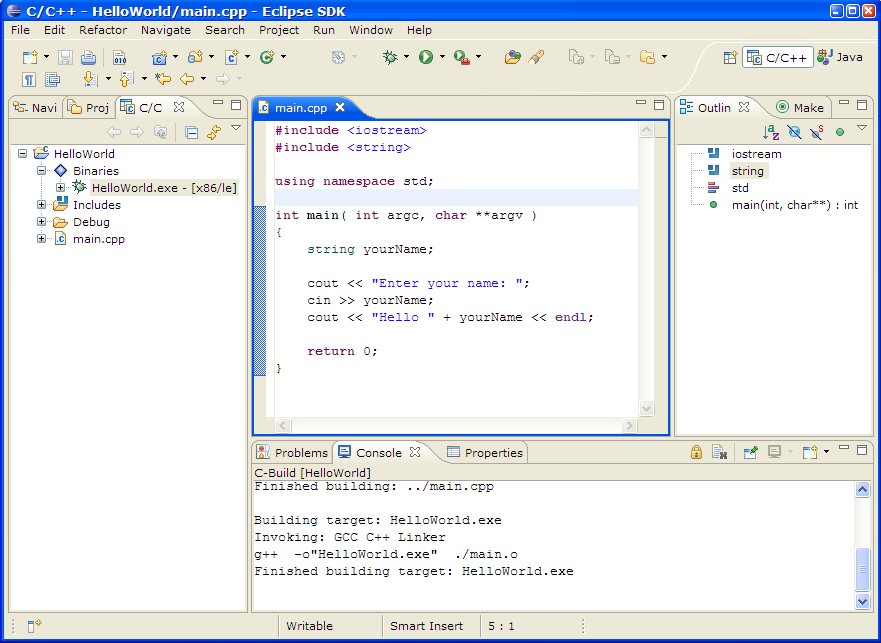 C/C++ - HelloWorld/main.cpp - Eclipse SDK
File Edit Refactor Navigate Search Project Run Window Help
010
C/C++ Java
Navi Proj C/C
HelloWorld
Binaries
HelloWorld.exe - [x86/le]
Includes
Debug
main.cpp
main.cpp
#include <iostream>
#include <string>
using namespace std;
int main( int argc, char **argv )
{
string yourName;
cout << "Enter your name: ";
cin >> yourName;
cout << "Hello " + yourName << endl;
return 0;
}
Outlin Make
iostream
string
std
main(int, char**) : int
Problems Console Properties
C-Build [HelloWorld]
Finished building: ../main.cpp
Building target: HelloWorld.exe
Invoking: GCC C++ Linker
g++ -o"HelloWorld.exe" ./main.o
Finished building target: HelloWorld.exe
Writable Smart Insert 5 : 1